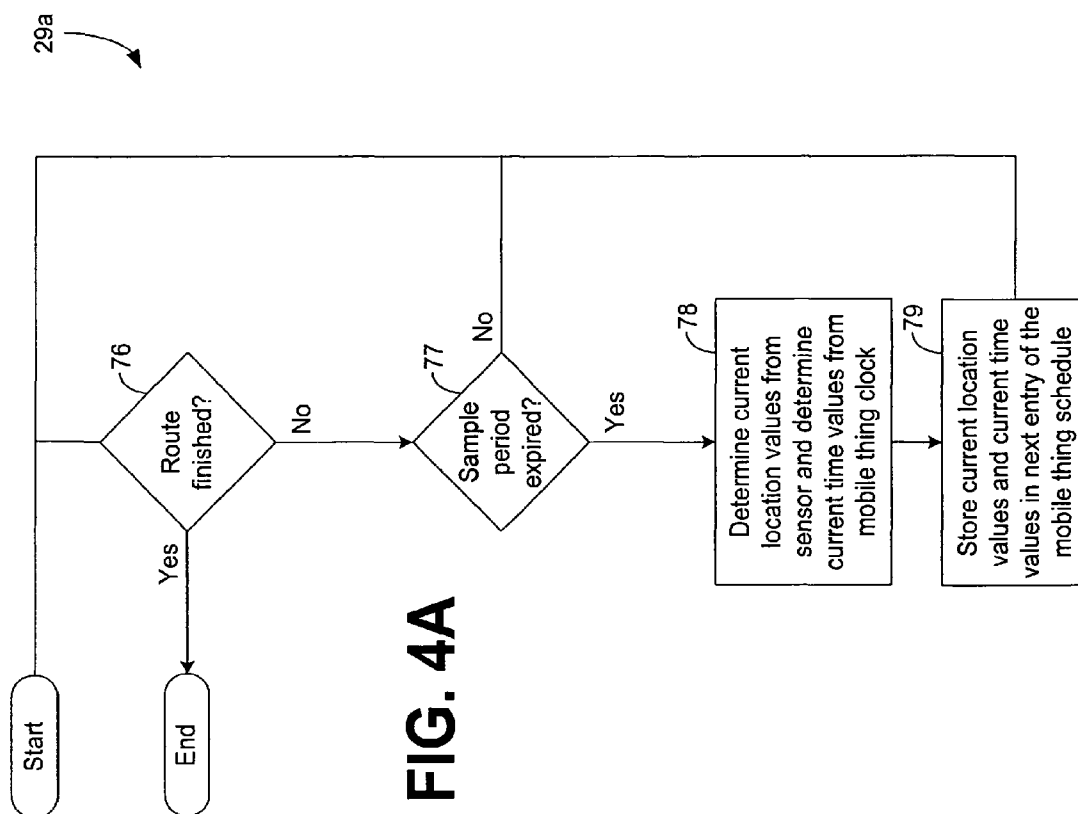 29a
Start
76
Route
finished?
Yes
End
No
77
Sample
period
expired?
No
Yes
78
Determine current
location values from
sensor and determine
current time values from
mobile thing clock
79
Store current location
values and current time
values in next entry of the
mobile thing schedule
FIG. 4A